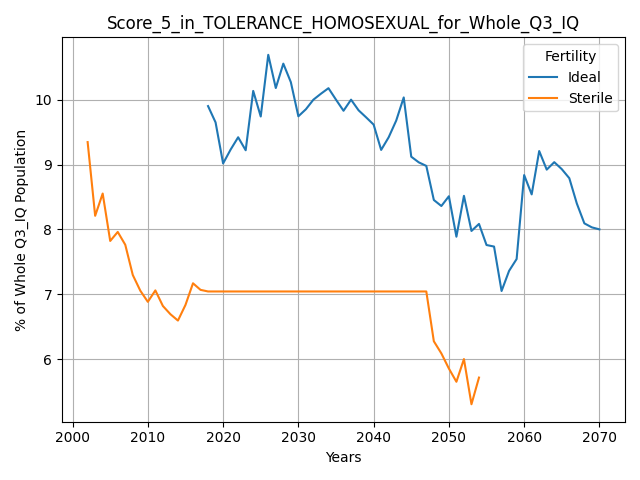 Score_5_in_TOLERANCE_HOMOSEXUAL_for_Whole_Q3_IQ
% of Whole Q3_IQ Population
10
9
8
7
6
Fertility
Ideal
Sterile
2000 2010 2020 2030 2040 2050 2060 2070
Years